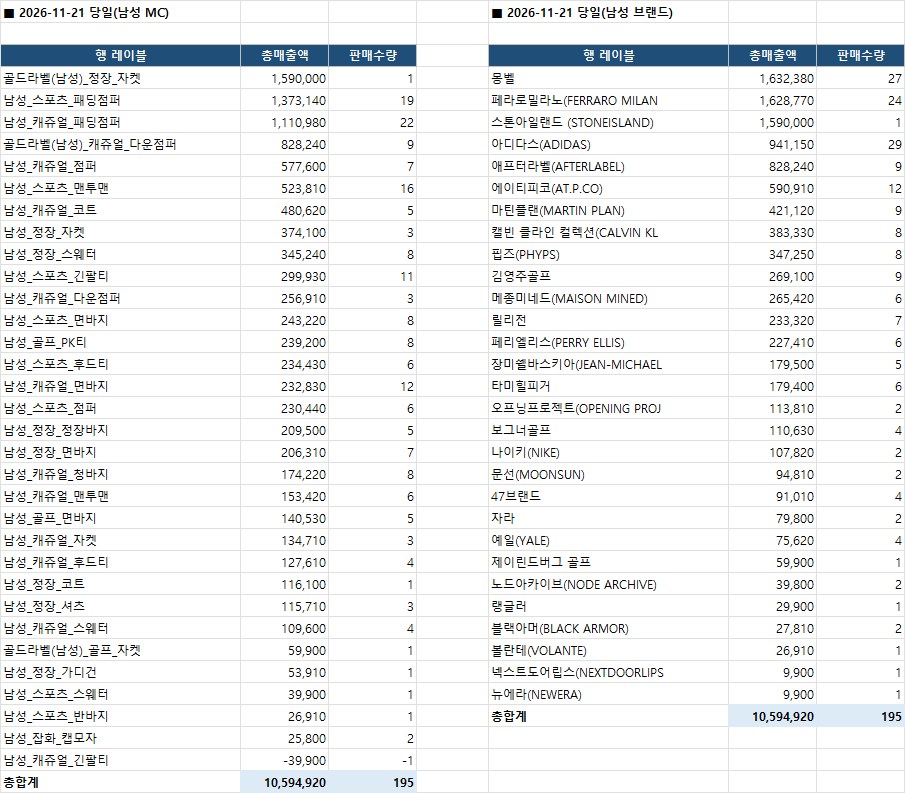 ■ 2026-11-21 당일(남성 MC)
행 레이블 총매출액 판매수량
골드라벨(남성)_정장_자켓 1,590,000 1
남성_스포츠_패딩점퍼 1,373,140 19
남성_캐쥬얼_패딩점퍼 1,110,980 22
골드라벨(남성)_캐쥬얼_다운점퍼 828,240 9
남성_캐쥬얼_점퍼 577,600 7
남성_스포츠_맨투맨 523,810 16
남성_캐쥬얼_코트 480,620 5
남성_정장_자켓 374,100 3
남성_정장_스웨터 345,240 8
남성_스포츠_긴팔티 299,930 11
남성_캐쥬얼_다운점퍼 256,910 3
남성_스포츠_면바지 243,220 8
남성_골프_PK티 239,200 8
남성_스포츠_후드티 234,430 6
남성_캐쥬얼_면바지 232,830 12
남성_스포츠_점퍼 230,440 6
남성_정장_정장바지 209,500 5
남성_정장_면바지 206,310 7
남성_캐쥬얼_청바지 174,220 8
남성_캐쥬얼_맨투맨 153,420 6
남성_골프_면바지 140,530 5
남성_캐쥬얼_자켓 134,710 3
남성_캐쥬얼_후드티 127,610 4
남성_정장_코트 116,100 1
남성_정장_셔츠 115,710 3
남성_캐쥬얼_스웨터 109,600 4
골드라벨(남성)_골프_자켓 59,900 1
남성_정장_가디건 53,910 1
남성_스포츠_스웨터 39,900 1
남성_스포츠_반바지 26,910 1
남성_잡화_캡모자 25,800 2
남성_캐쥬얼_긴팔티 -39,900 -1
총합계 10,594,920 195
■ 2026-11-21 당일(남성 브랜드)
행 레이블 총매출액 판매수량
몽벨 1,632,380 27
페라로밀라노(FERRARO MILAN 1,628,770 24
스톤아일랜드 (STONEISLAND) 1,590,000 1
아디다스(ADIDAS) 941,150 29
애프터라벨(AFTERLABEL) 828,240 9
에이티피코(AT.P.CO) 590,910 12
마틴플랜(MARTIN PLAN) 421,120 9
캘빈 클라인 컬렉션(CALVIN KL 383,330 8
핍즈(PHYPS) 347,250 8
김영주골프 269,100 9
메종미네드(MAISON MINED) 265,420 6
릴리전 233,320 7
페리엘리스(PERRY ELLIS) 227,410 6
장미쉘바스키아(JEAN-MICHAEL 179,500 5
타미힐피거 179,400 6
오프닝프로젝트(OPENING PROJ 113,810 2
보그너골프 110,630 4
나이키(NIKE) 107,820 2
문선(MOONSUN) 94,810 2
47브랜드 91,010 4
자라 79,800 2
예일(YALE) 75,620 4
제이린드버그 골프 59,900 1
노드아카이브(NODE ARCHIVE) 39,800 2
랭글러 29,900 1
블랙아머(BLACK ARMOR) 27,810 2
볼란테(VOLANTE) 26,910 1
넥스트도어립스(NEXTDOORLIPS 9,900 1
뉴에라(NEWERA) 9,900 1
총합계 10,594,920 195